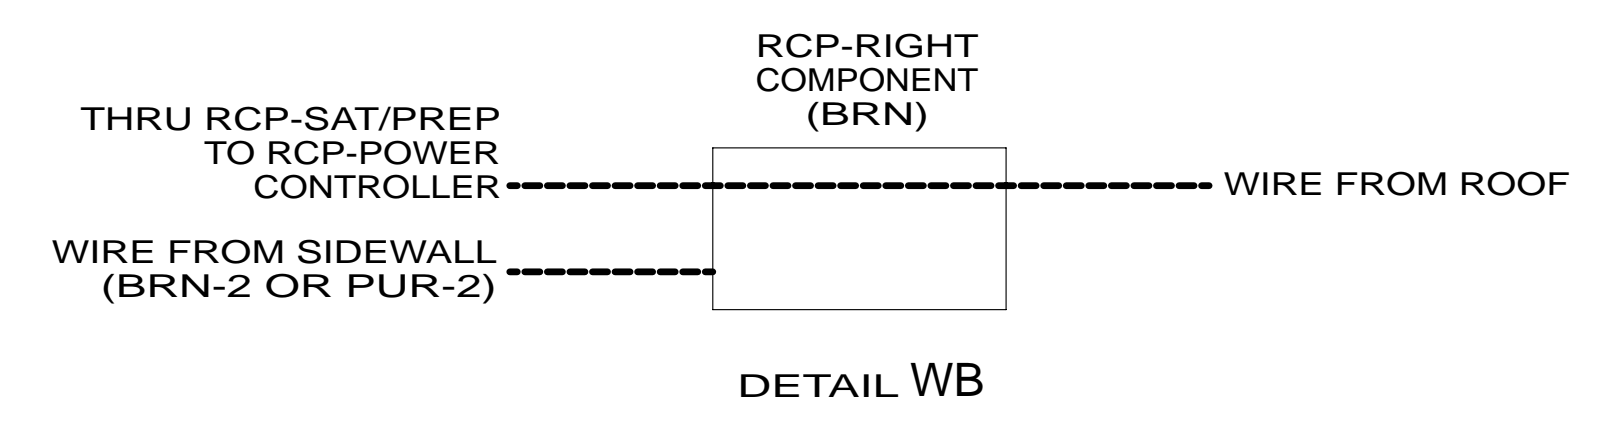 RCP-RIGHT
COMPONENT
(BRN)
THRU RCP-SAT/PREP
TO RCP-POWER
CONTROLLER
WIRE FROM ROOF
WIRE FROM SIDEWALL
(BRN-2 OR PUR-2)
DETAIL WB